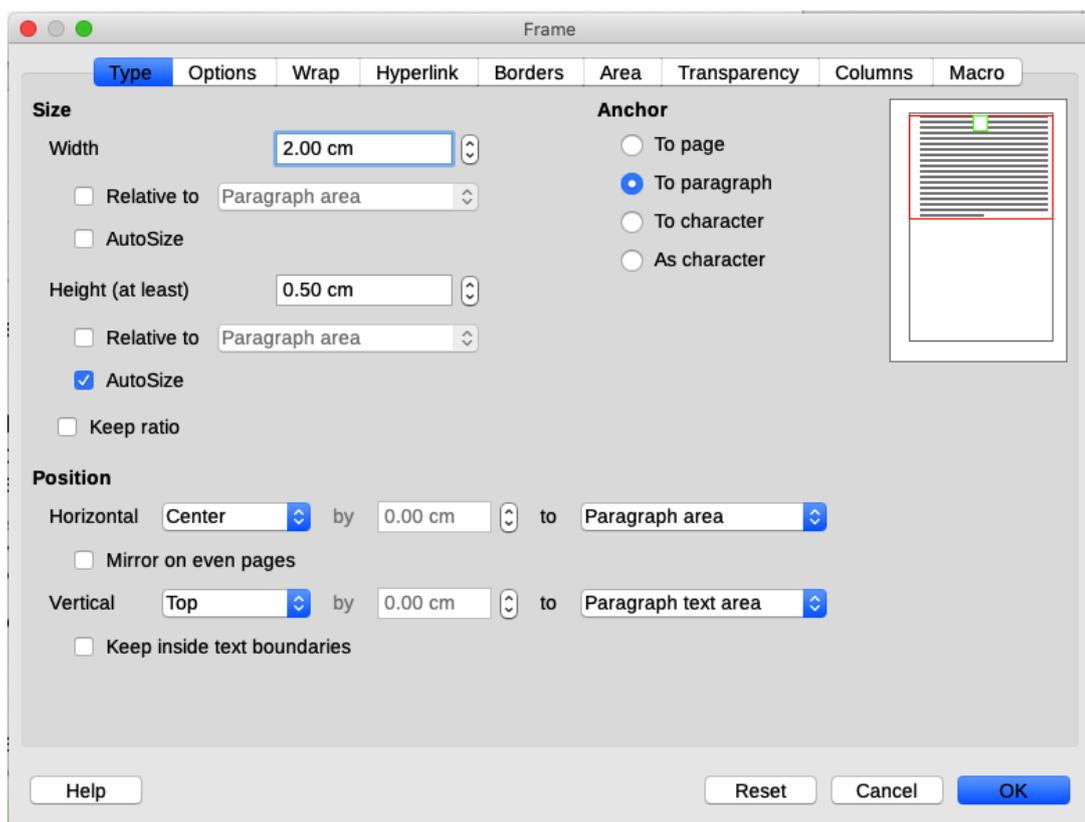 Frame
Type Options Wrap Hyperlink Borders Area Transparency Columns Macro
Size
Width 2.00 cm
Relative to Paragraph area
AutoSize
Height (at least) 0.50 cm
Relative to Paragraph area
AutoSize
Keep ratio
Anchor
To page
To paragraph
To character
As character
Position
Horizontal Center by 0.00 cm to Paragraph area
Mirror on even pages
Vertical Top by 0.00 cm to Paragraph text area
Keep inside text boundaries
Help Reset Cancel OK